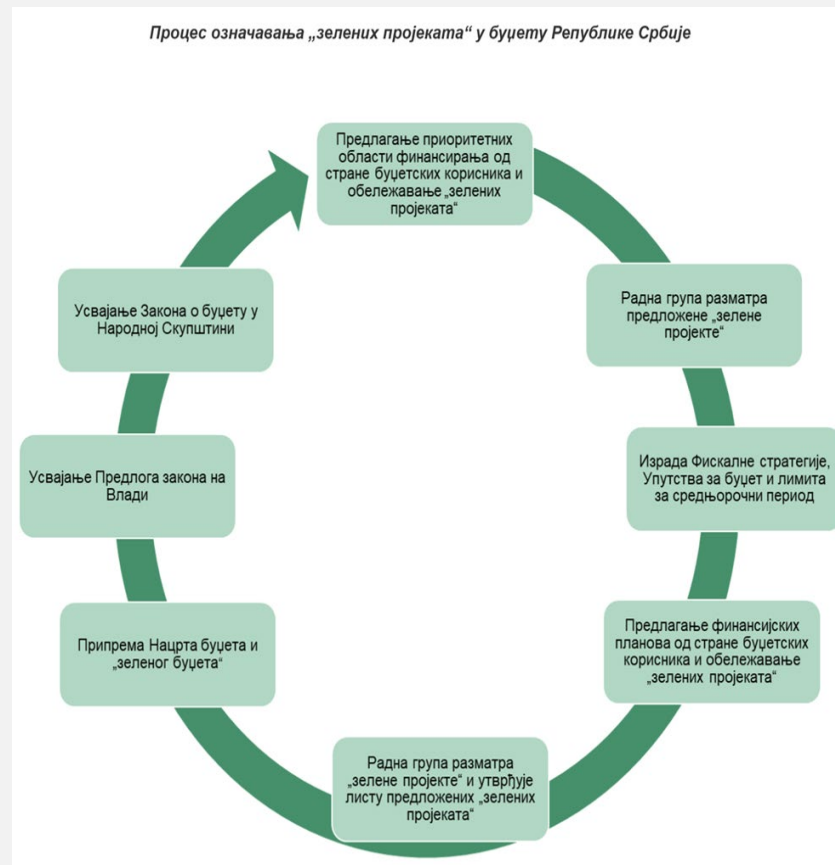 Процес означавања „зелених пројеката“ у буџету Републике Србије
Предлагање приоритетних
области финансирања од
стране буџетских корисника и
обележавање „зелених
пројеката“
Радна група разматра
предложене „зелене
пројекте“
Израда Фискалне стратегије,
Упутства за буџет и лимита
за средњорочни период
Предлагање финансијских
планова од стране буџетских
корисника и обележавање
„зелених пројеката“
Радна група разматра
„зелене пројекте“ и утврђује
листу предложених „зелених
пројеката“
Припрема Нацрта буџета и
„зеленог буџета“
Усвајање Предлога закона на
Влади
Усвајање Закона о буџету у
Народној Скупштини